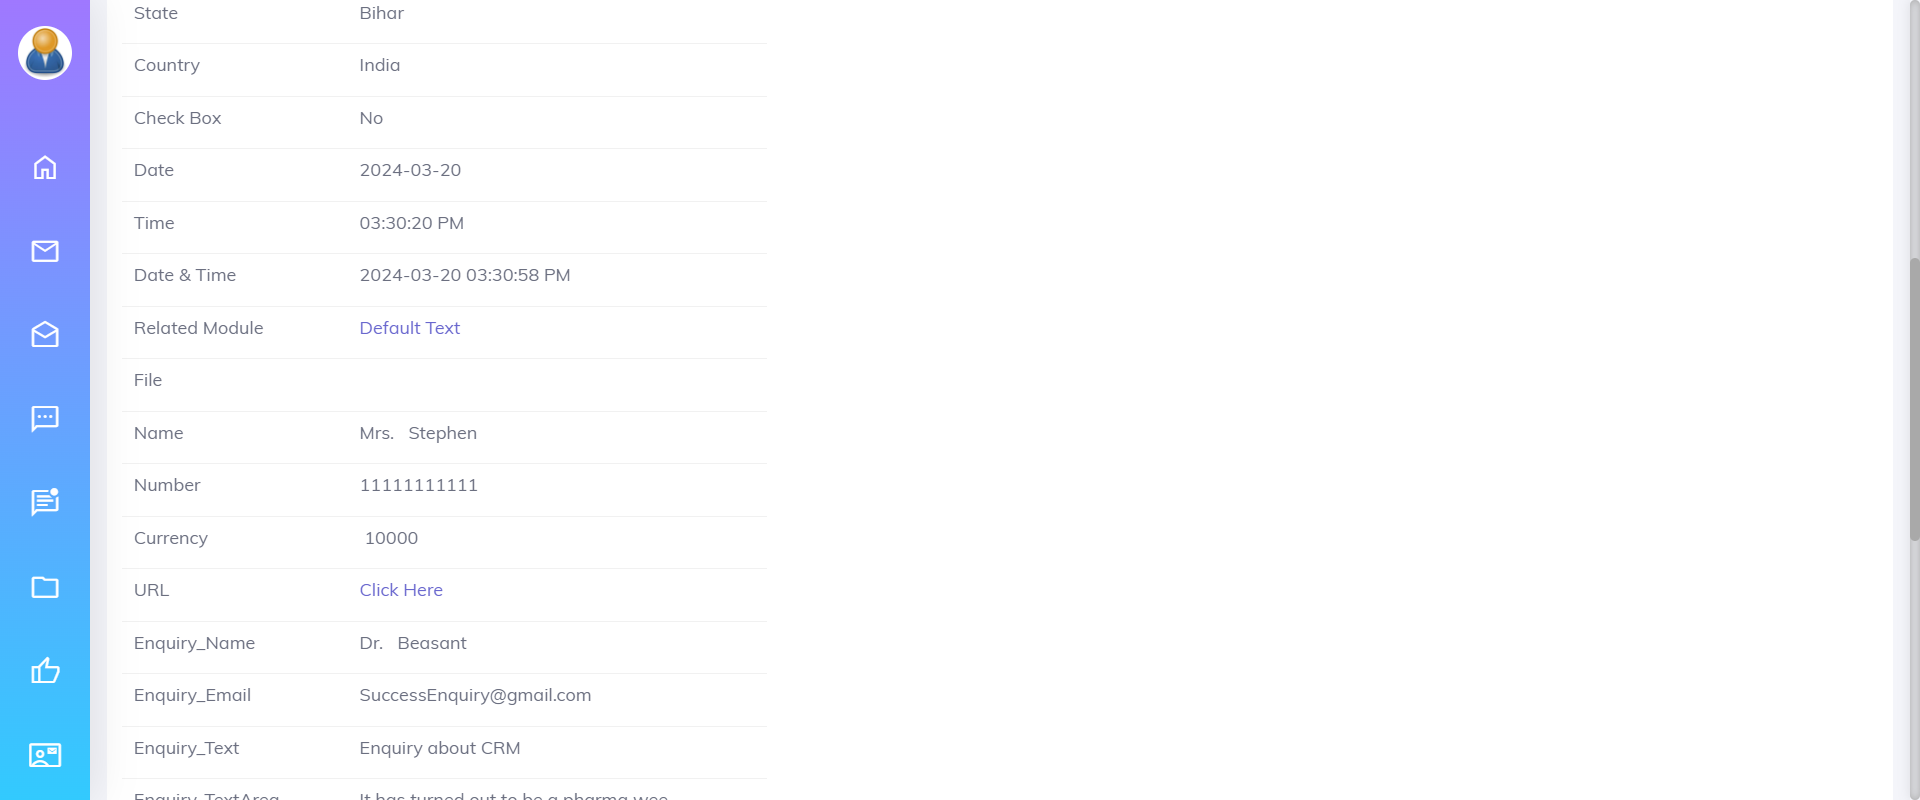 State Bihar
Country India
Check Box No
Date 2024-03-20
Time 03:30:20 PM
Date & Time 2024-03-20 03:30:58 PM
Related Module Default Text
File
Name Mrs. Stephen
Number 11111111111
Currency 10000
URL Click Here
Enquiry_Name Dr. Beasant
Enquiry_Email SuccessEnquiry@gmail.com
Enquiry_Text Enquiry about CRM
Enquiry_TextArea It has turned out to be a pharma wee